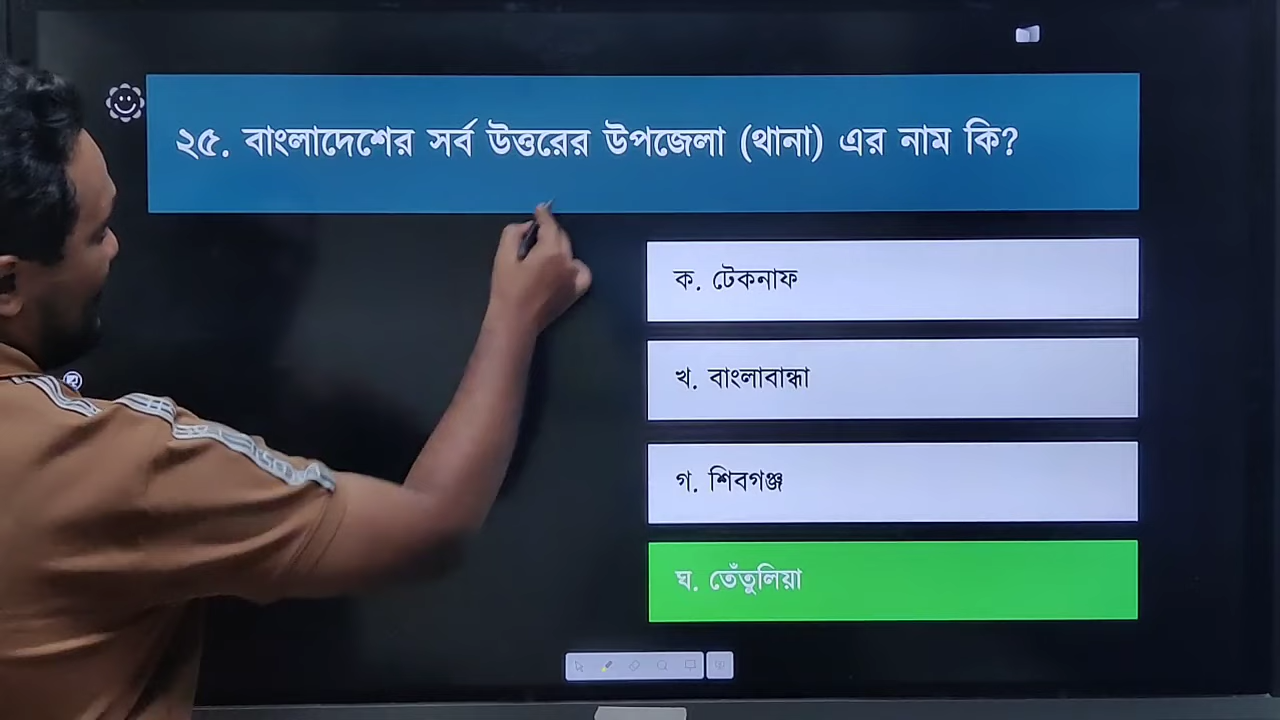 ২৫. বাংলাদেশের সর্ব উত্তরের উপজেলা (থানা) এর নাম কি?
ক. টেকনাফ
খ. বাংলাবান্ধা
গ. শিবগঞ্জ
ঘ. তেঁতুলিয়া